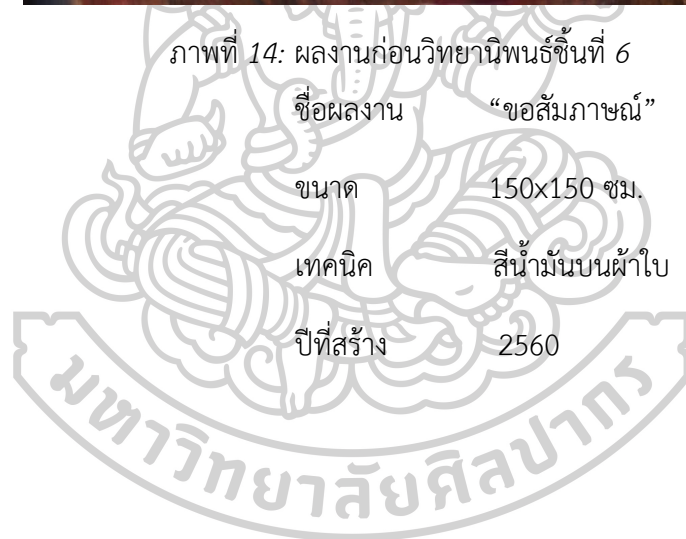 ภาพที่ 14: ผลงานก่อนวิทยานิพนธ์ชิ้นที่ 6
ชื่อผลงาน “ขอสัมภาษณ์”
ขนาด 150x150 ซม.
เทคนิค สีน้ำมันบนผ้าใบ
ปีที่สร้าง 2560
มหาวิทยาลัยศิลปากร